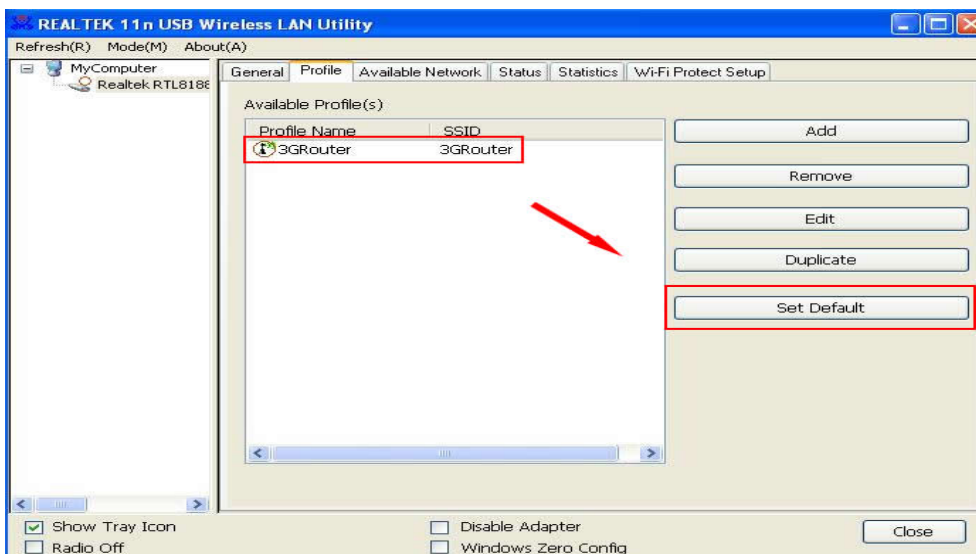 REALTEK 11n USB Wireless LAN Utility
Refresh(R) Mode(M) About(A)
MyComputer
Realtek RTL8188
General Profile Available Network Status Statistics Wi-Fi Protect Setup
Available Profile(s)
Profile Name SSID
3GRouter 3GRouter
Add
Remove
Edit
Duplicate
Set Default
Show Tray Icon
Radio Off
Disable Adapter
Windows Zero Config
Close